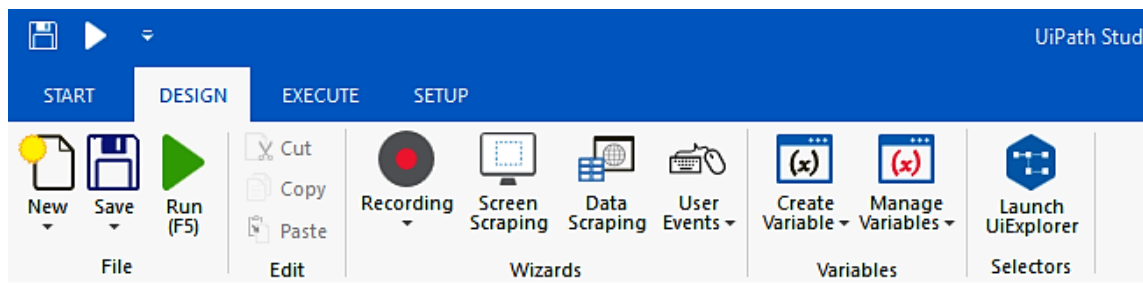 UiPath Stud
START DESIGN EXECUTE SETUP
New
Save
Run
(F5)
File
Cut
Copy
Paste
Edit
Recording
Screen
Scraping
Data
Scraping
User
Events
Wizards
(x)
Create
Variable
(x)
Manage
Variables
Variables
Launch
UiExplorer
Selectors